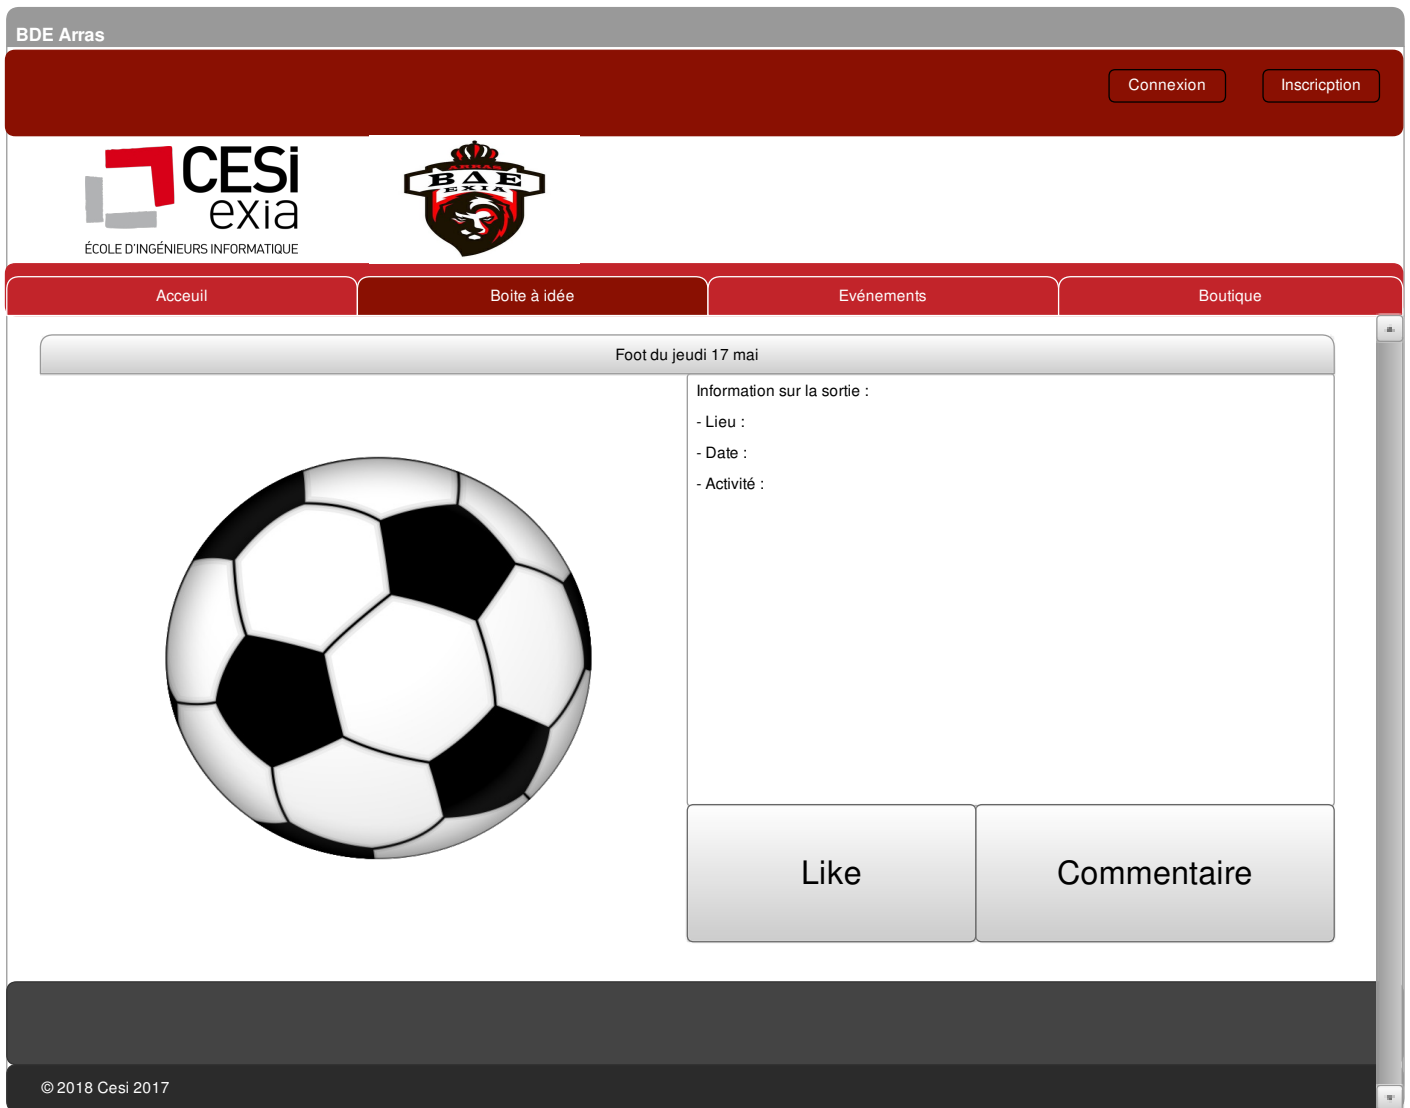 BDE Arras
Connexion
Inscricption
CESi
exia
ÉCOLE D'INGÉNIEURS INFORMATIQUE
ARRAS
BΔE
EXIA
Acceuil
Boite à idée
Evénements
Boutique
Foot du jeudi 17 mai
Information sur la sortie :
- Lieu :
- Date :
- Activité :
Like
Commentaire
© 2018 Cesi 2017